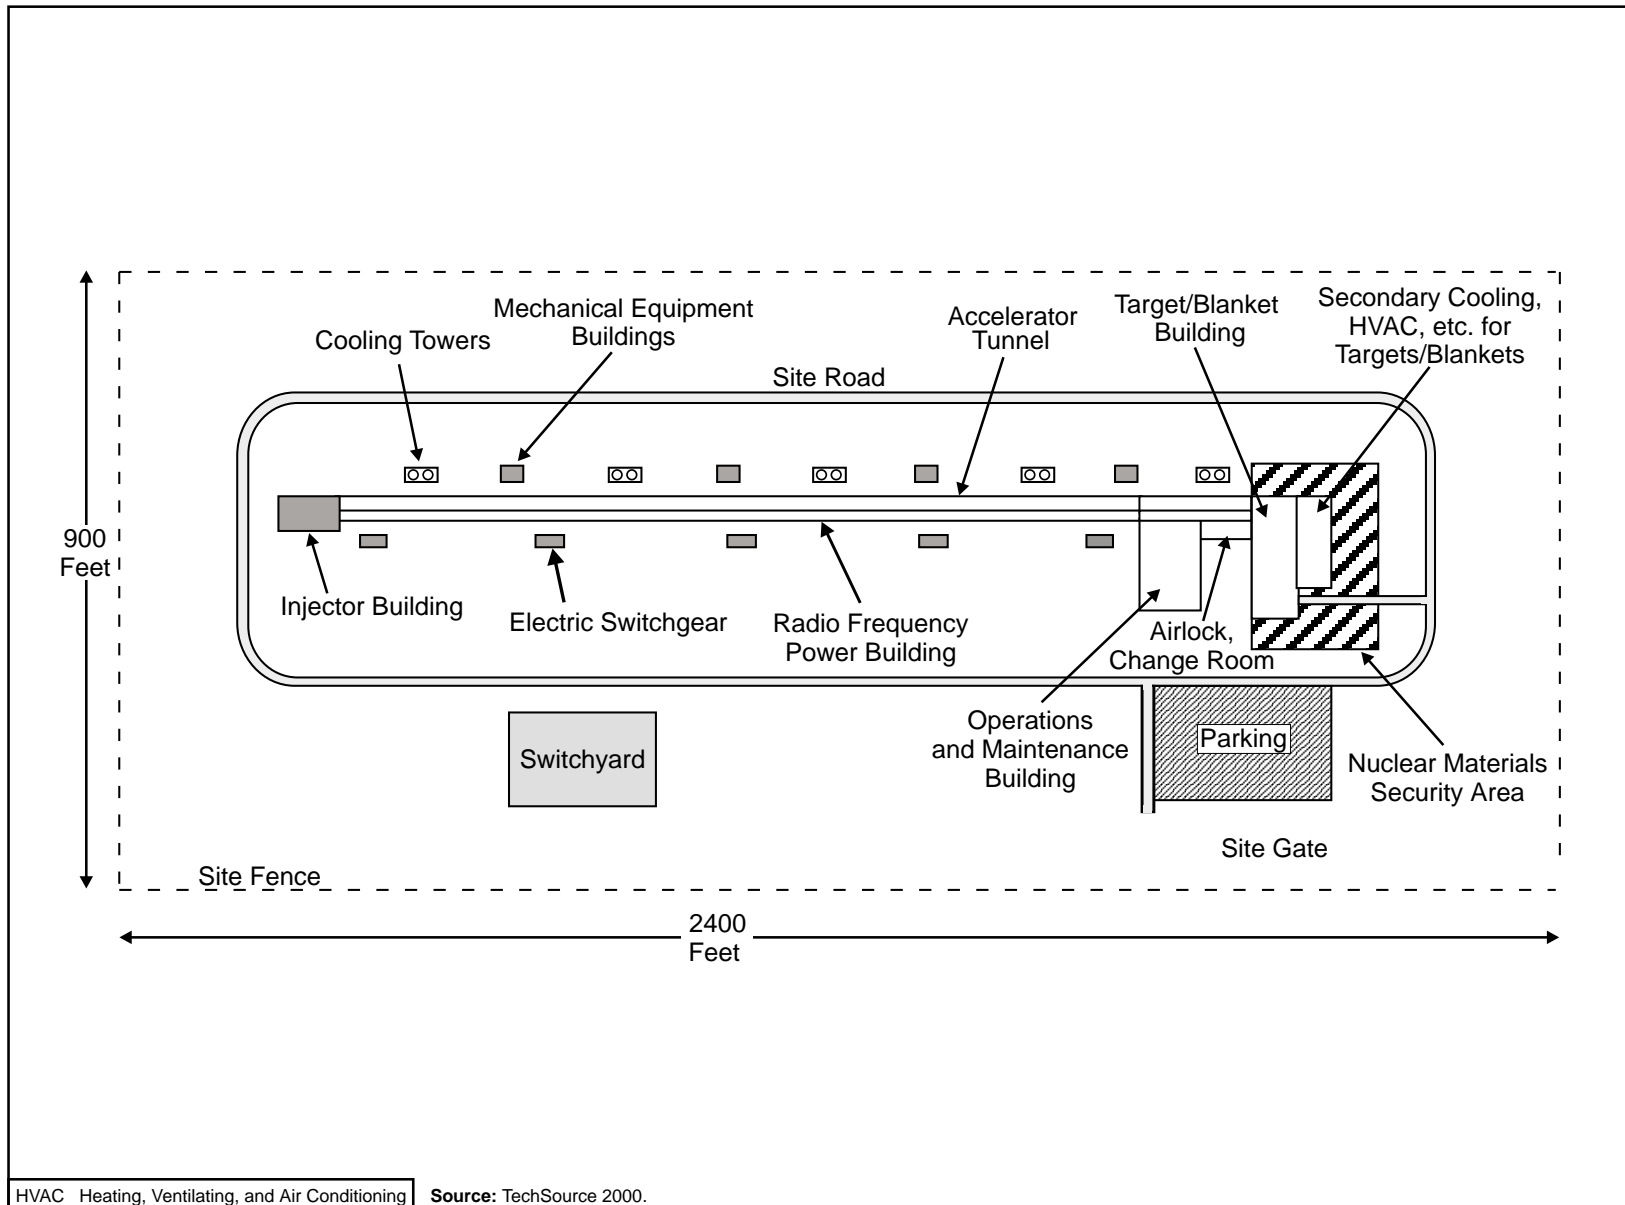 Mechanical Equipment
Buildings
Cooling Towers
Accelerator
Tunnel
Target/Blanket
Building
Secondary Cooling,
HVAC, etc. for
Targets/Blankets
Site Road
900
Feet
Injector Building
Electric Switchgear
Radio Frequency
Power Building
Airlock,
Change Room
Operations
and Maintenance
Building
Switchyard
Parking
Nuclear Materials
Security Area
Site Gate
Site Fence
2400
Feet
HVAC Heating, Ventilating, and Air Conditioning
Source: TechSource 2000.